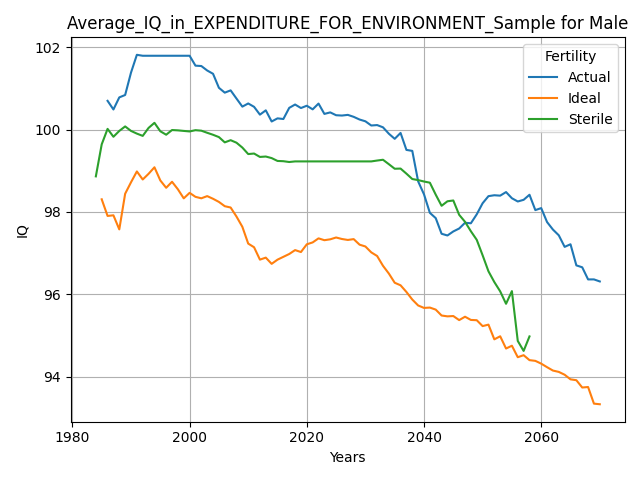 Average_IQ_in_EXPENDITURE_FOR_ENVIRONMENT_Sample for Male
Fertility
Actual
Ideal
Sterile
IQ
102
100
98
96
94
1980
2000
2020
2040
2060
Years